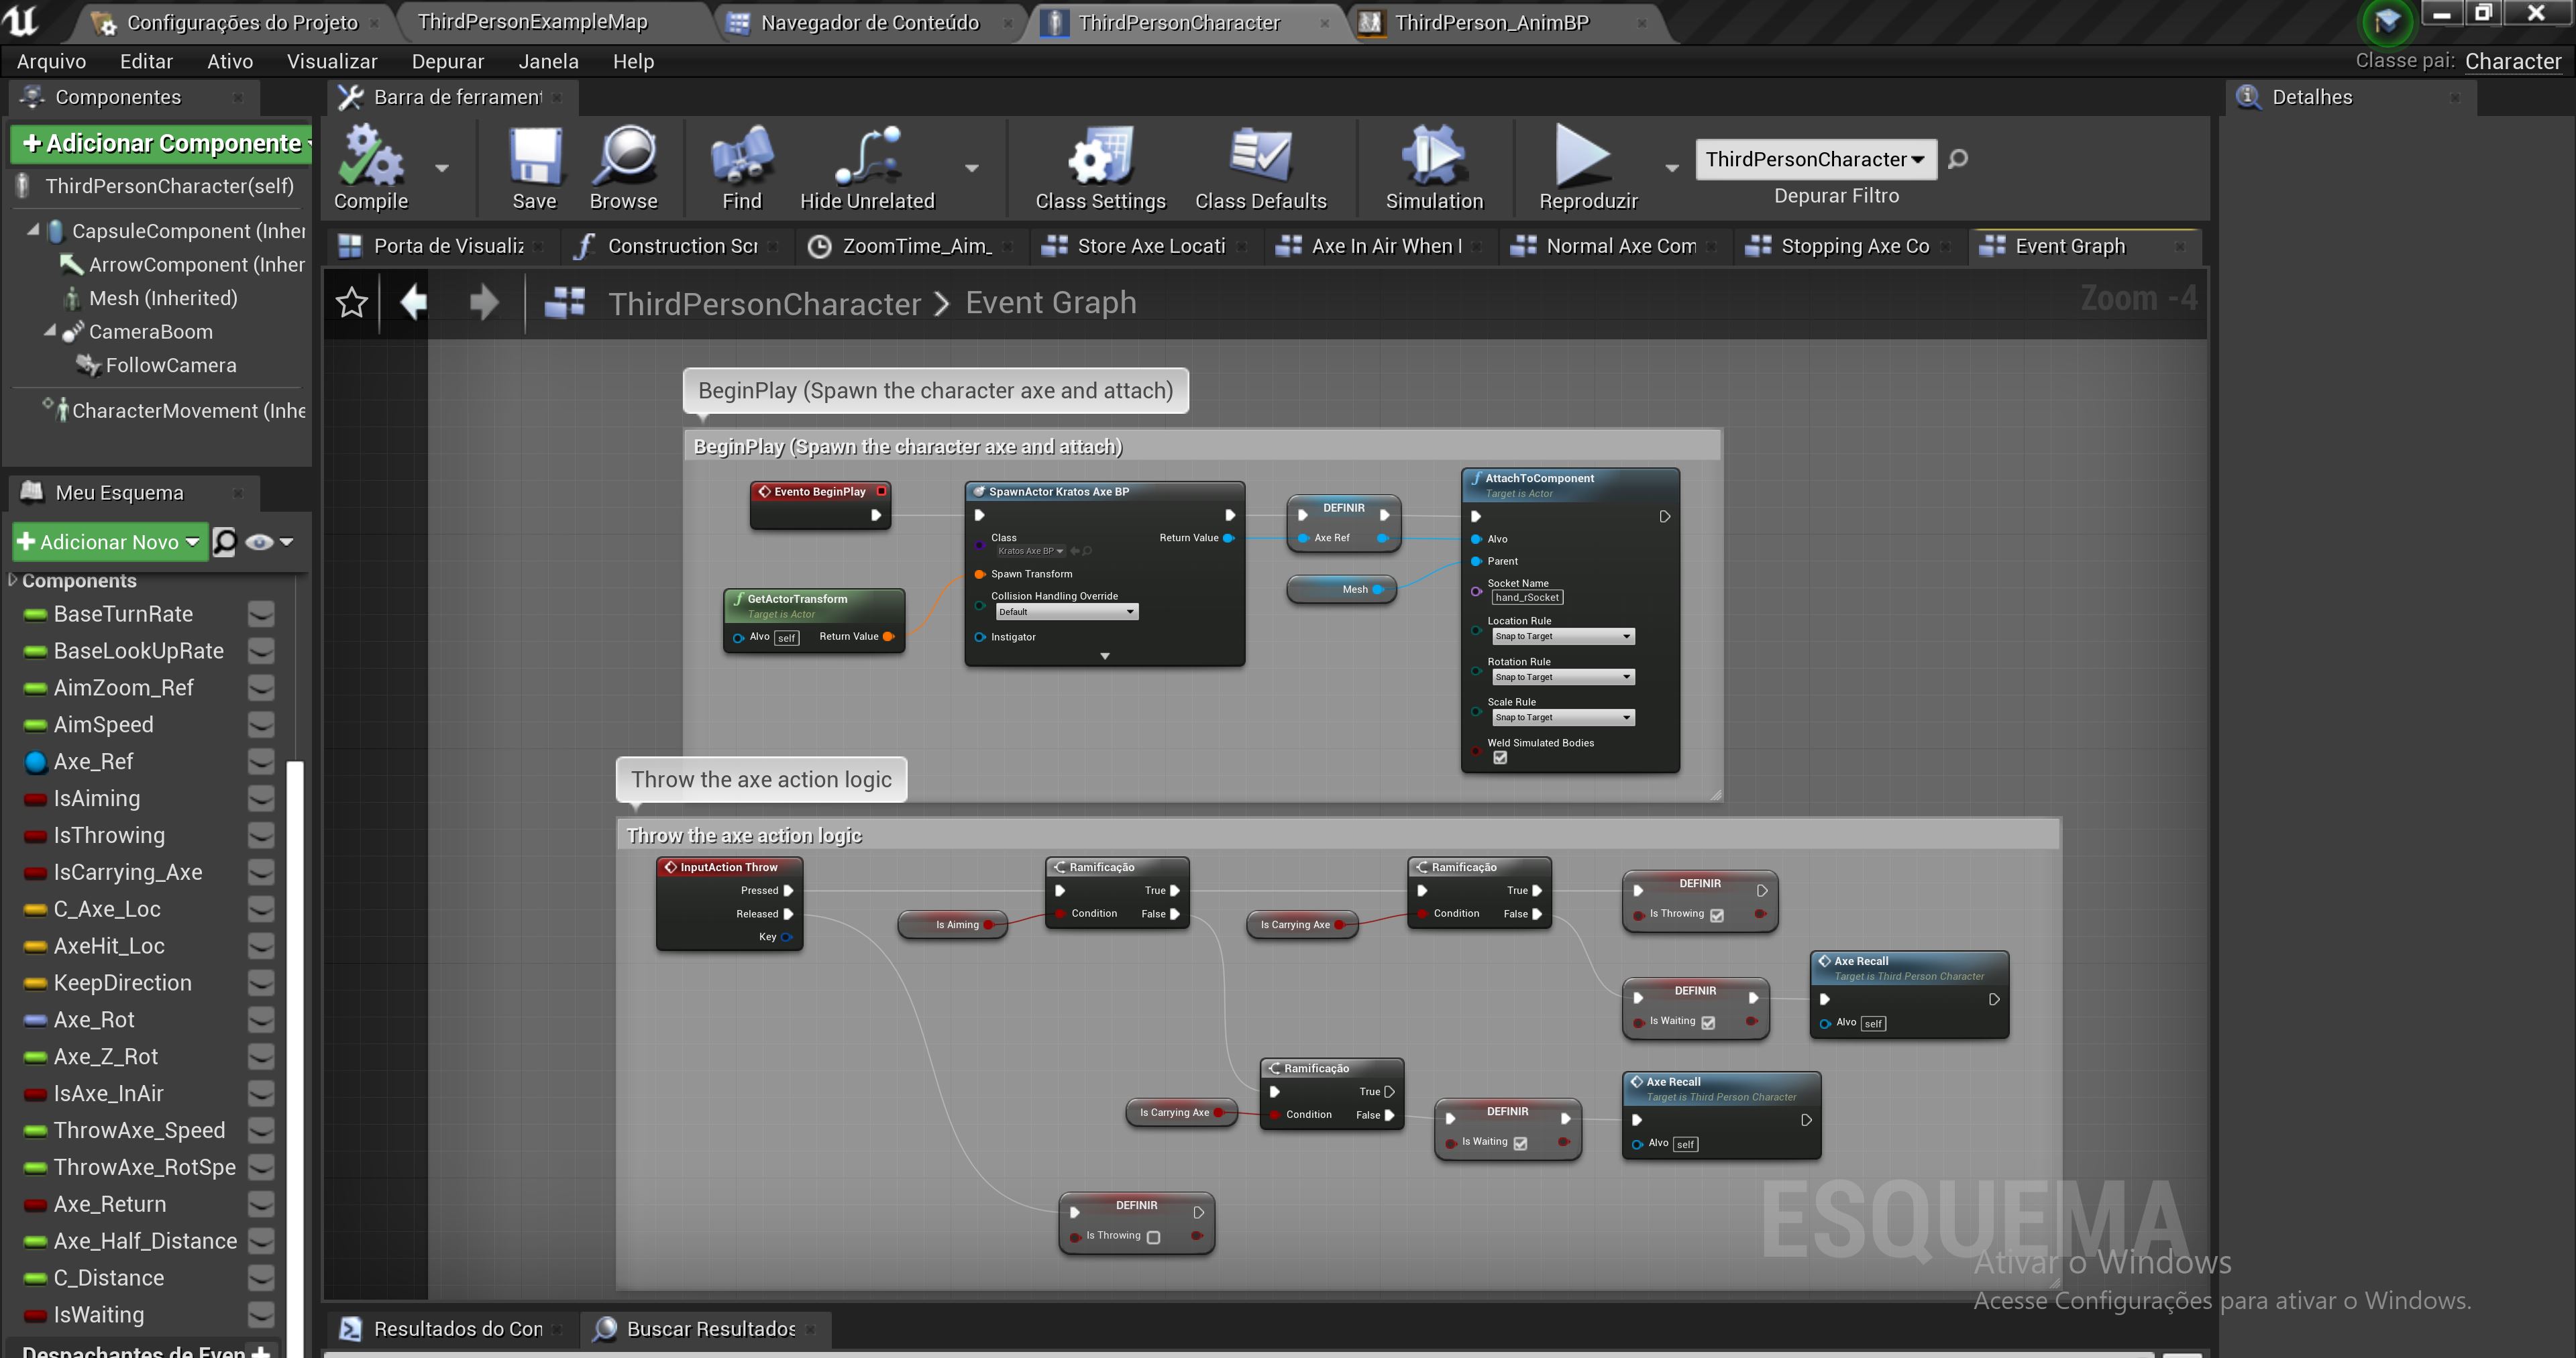 Configurações do Projeto
ThirdPersonExampleMap
Navegador de Conteúdo
ThirdPersonCharacter
ThirdPerson_AnimBP
Arquivo Editar Ativo Visualizar Depurar Janela Help
Classe pai: Character
Componentes
Barra de ferrament
Detalhes
+Adicionar Componente
Compile
Save
Browse
Find
Hide Unrelated
Class Settings
Class Defaults
Simulation
Reproduzir
ThirdPersonCharacter
Depurar Filtro
ThirdPersonCharacter(self)
CapsuleComponent (Inher
ArrowComponent (Inher
Mesh (Inherited)
CameraBoom
FollowCamera
CharacterMovement (Inhe
Porta de Visualiz
Construction Scr
ZoomTime_Aim_
Store Axe Locati
Axe In Air When I
Normal Axe Com
Stopping Axe Co
Event Graph
ThirdPersonCharacter > Event Graph
Zoom -4
Meu Esquema
+Adicionar Novo
Components
BaseTurnRate
BaseLookUpRate
AimZoom_Ref
AimSpeed
Axe_Ref
IsAiming
IsThrowing
IsCarrying_Axe
C_Axe_Loc
AxeHit_Loc
KeepDirection
Axe_Rot
Axe_Z_Rot
IsAxe_InAir
ThrowAxe_Speed
ThrowAxe_RotSpe
Axe_Return
Axe_Half_Distance
C_Distance
IsWaiting
Despachantes de Even
BeginPlay (Spawn the character axe and attach)
BeginPlay (Spawn the character axe and attach)
Evento BeginPlay
GetActorTransform
Target is Actor
Alvo self Return Value
SpawnActor Kratos Axe BP
Class
Kratos Axe BP
Return Value
Spawn Transform
Collision Handling Override
Default
Instigator
DEFINIR
Axe Ref
Mesh
AttachToComponent
Target is Actor
Alvo
Parent
Socket Name
hand_rSocket
Location Rule
Snap to Target
Rotation Rule
Snap to Target
Scale Rule
Snap to Target
Weld Simulated Bodies
Throw the axe action logic
Throw the axe action logic
InputAction Throw
Pressed
Released
Key
Is Aiming
Ramificação
True
Condition False
Is Carrying Axe
Ramificação
True
Condition False
DEFINIR
Is Throwing
DEFINIR
Is Waiting
Axe Recall
Target is Third Person Character
Alvo self
Is Carrying Axe
Ramificação
True
Condition False
DEFINIR
Is Waiting
Axe Recall
Target is Third Person Character
Alvo self
DEFINIR
Is Throwing
ESQUEMA
Ativar o Windows
Acesse Configurações para ativar o Windows.
Resultados do Con
Buscar Resultados